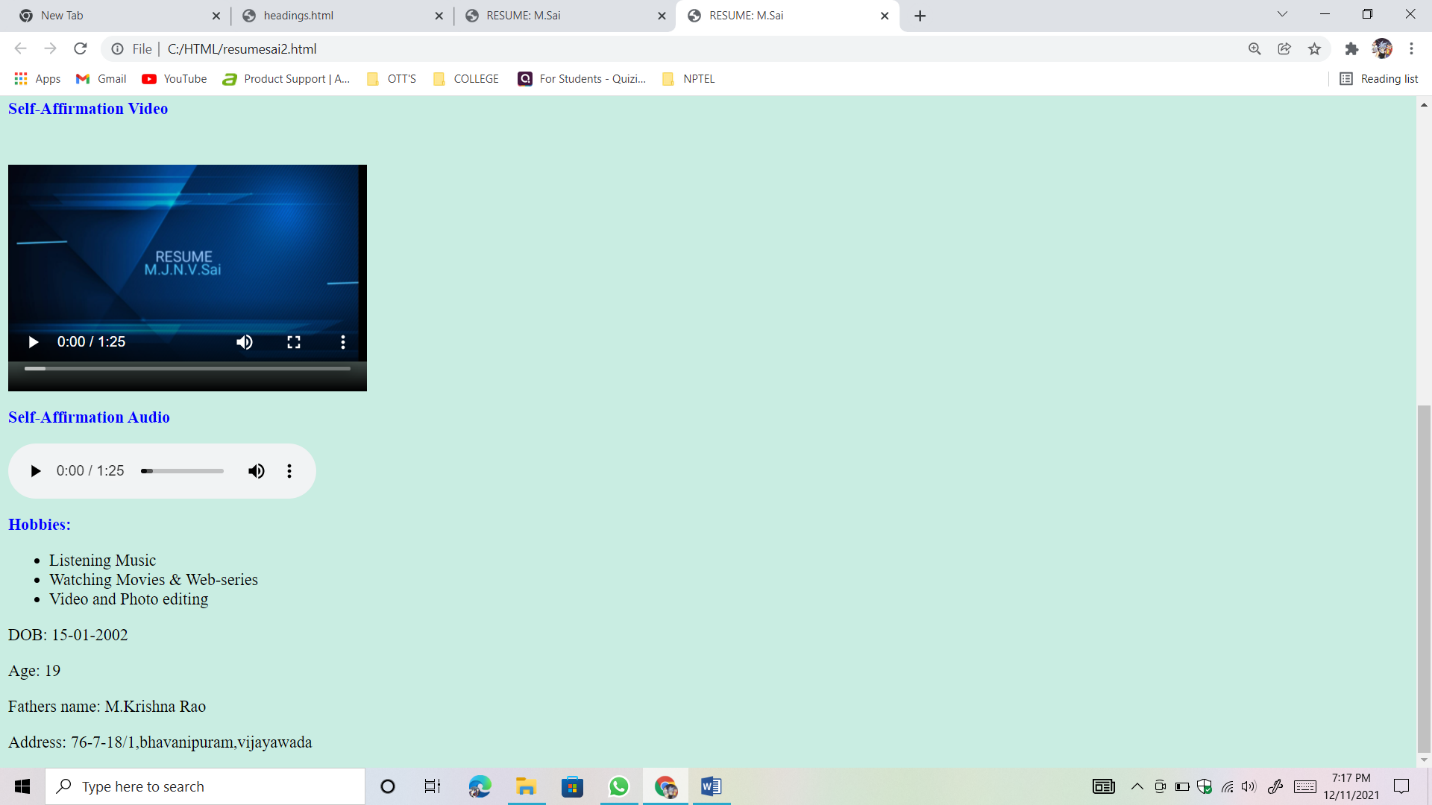 New Tab
headings.html
RESUME: M.Sai
RESUME: M.Sai
File | C:/HTML/resumesai2.html
Apps Gmail YouTube Product Support | A... OTT'S COLLEGE For Students - Quizi... NPTEL Reading list
Self-Affirmation Video
RESUME
M.J.N.V.Sai
0:00 / 1:25
Self-Affirmation Audio
0:00 / 1:25
Hobbies:
• Listening Music
• Watching Movies & Web-series
• Video and Photo editing
DOB: 15-01-2002
Age: 19
Fathers name: M.Krishna Rao
Address: 76-7-18/1,bhavanipuram,vijayawada
Type here to search
7:17 PM
12/11/2021